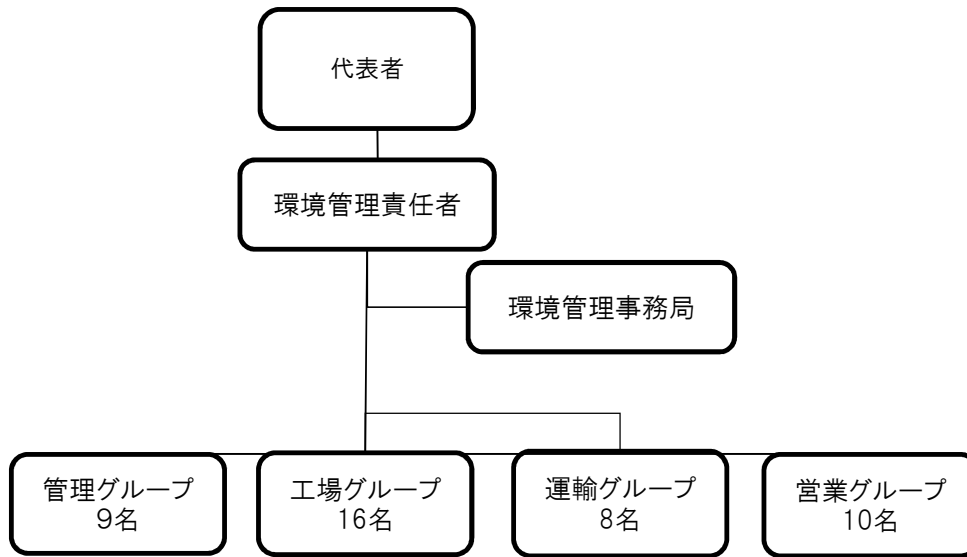 代表者
環境管理責任者
環境管理事務局
管理グループ
9名
工場グループ
16名
運輸グループ
8名
営業グループ
10名